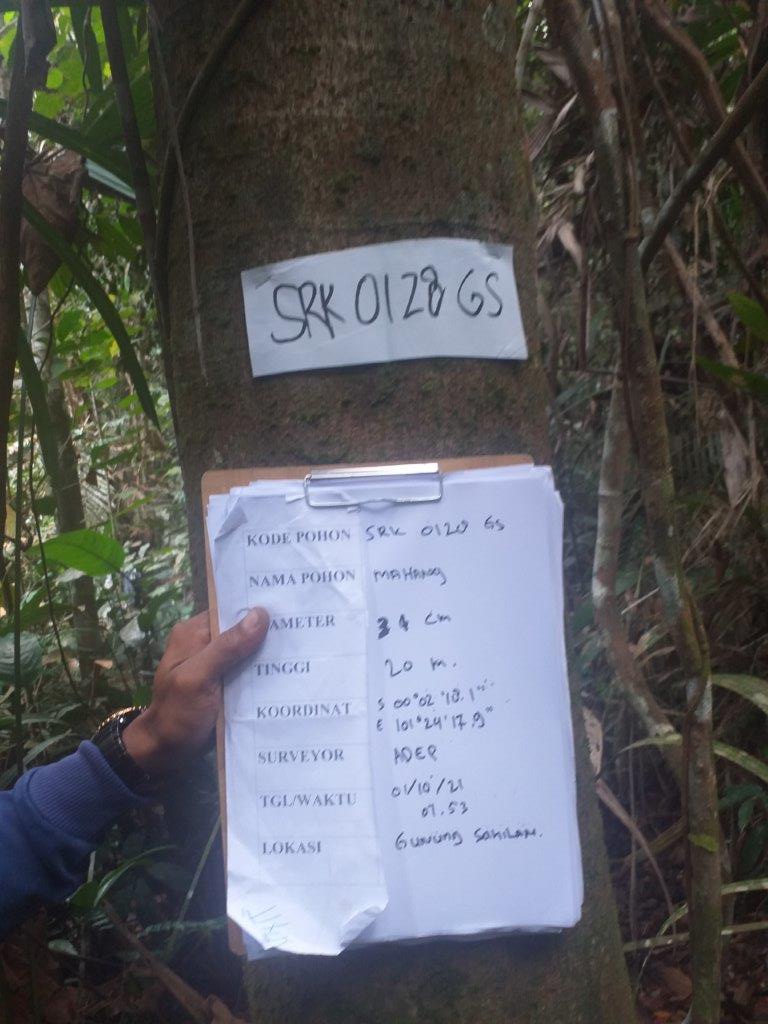 SRK 0128 GS
KODE POHON SRK 0128 GS
NAMA POHON MAHANG
AMETER 34 cm
TINGGI 20 m.
KOORDINAT S 00°02'18.1"
E 101°24'17.9"
SURVEYOR ADEP
TGL/WAKTU 01/10/21
07.53
LOKASI GUNUNG SAHILAN.